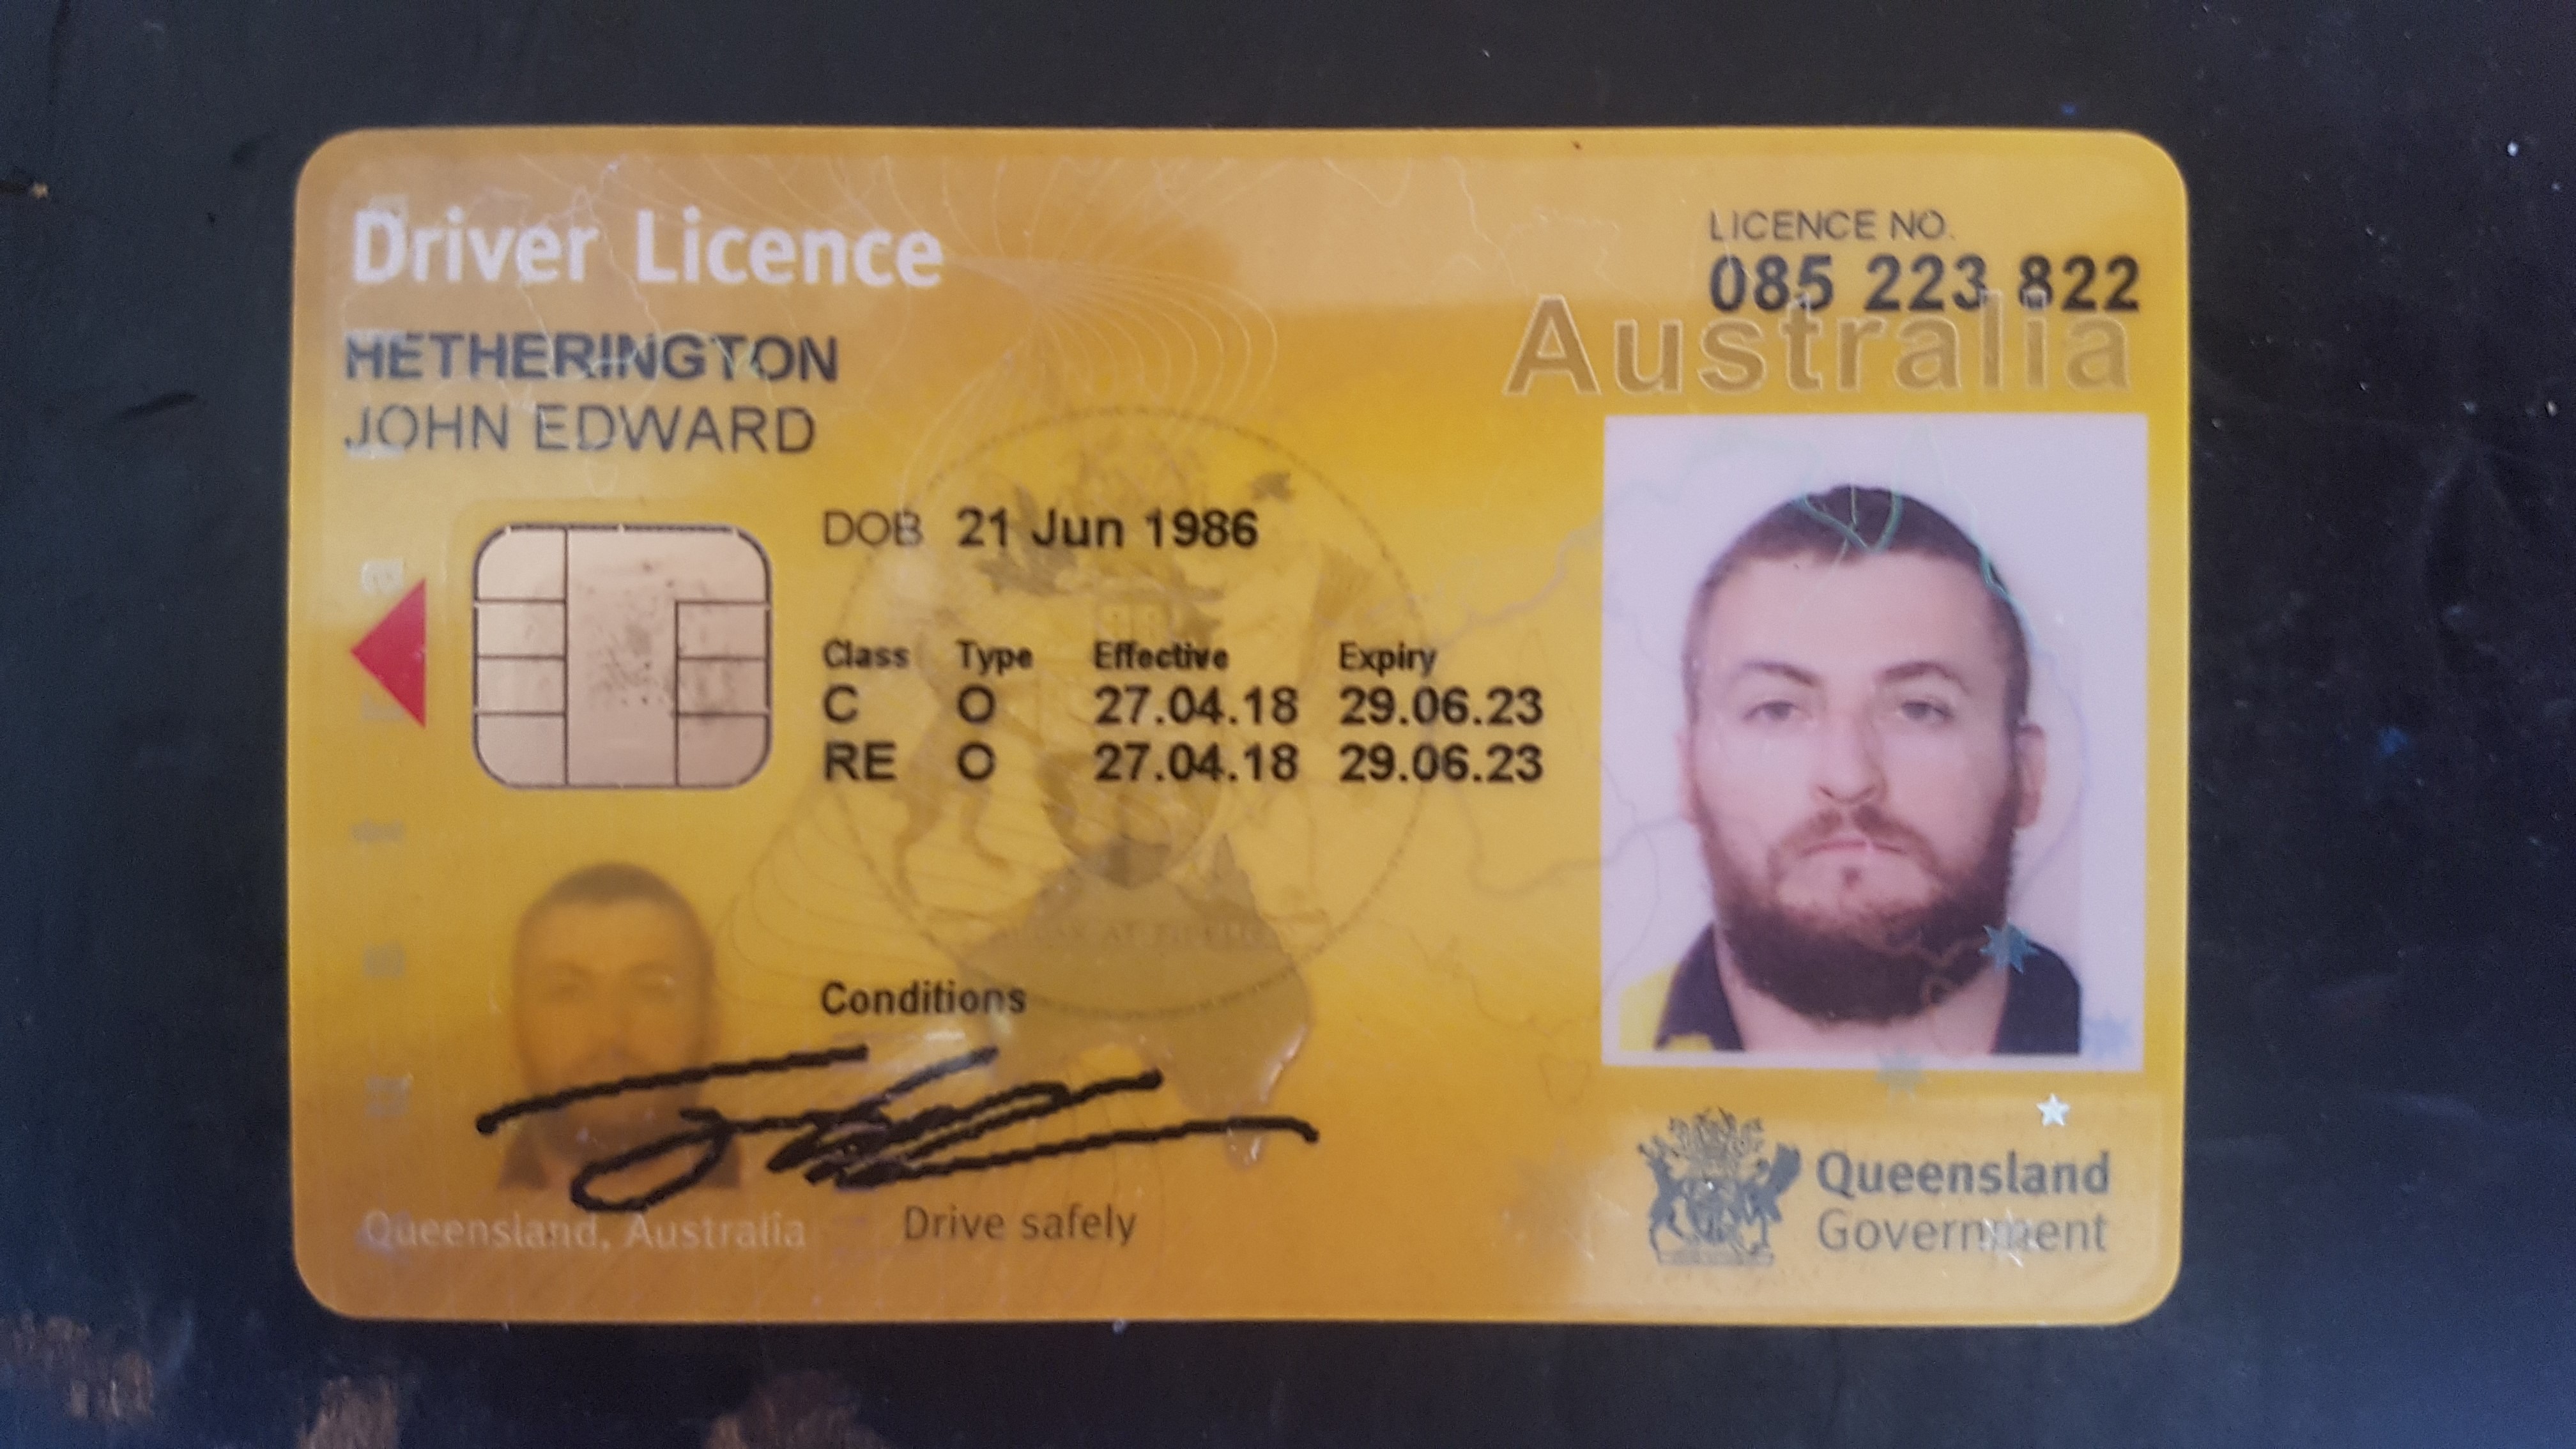 Driver Licence
LICENCE NO.
085 223 822
Australia
HETHERINGTON
JOHN EDWARD
DOB 21 Jun 1986
Class Type Effective Expiry
C O 27.04.18 29.06.23
RE O 27.04.18 29.06.23
Conditions
Queensland, Australia
Drive safely
Queensland
Government